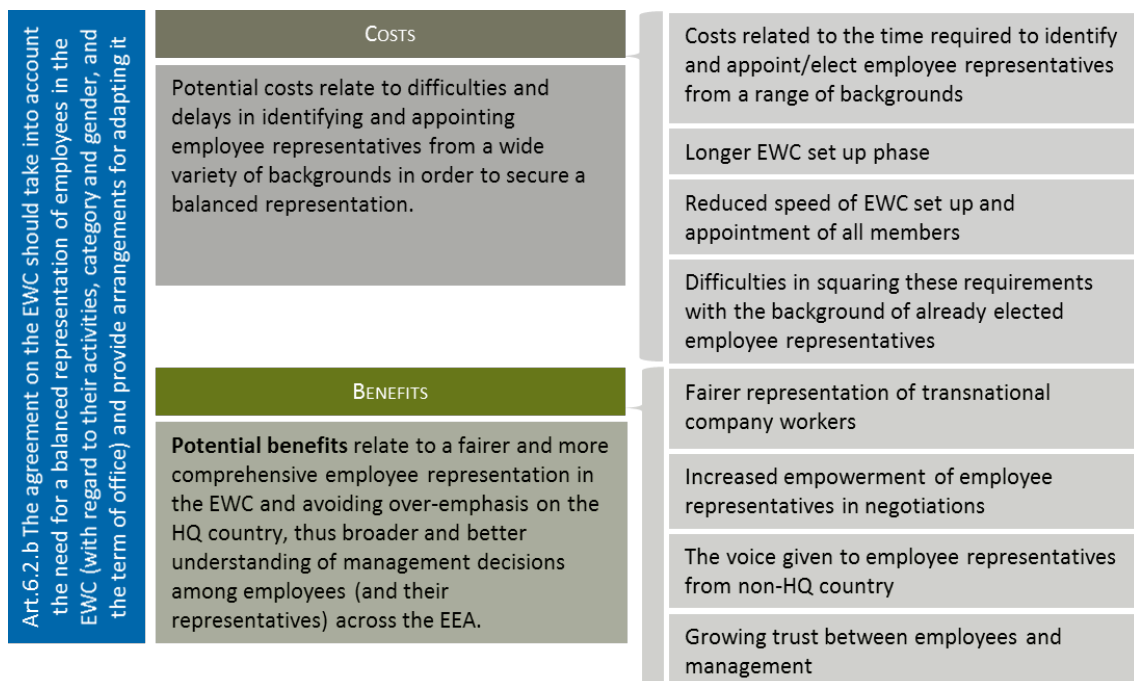 Art.6.2.b The agreement on the EWC should take into account
the need for a balanced representation of employees in the
EWC (with regard to their activities, category and gender, and
the term of office) and provide arrangements for adapting it
COSTS
Potential costs relate to difficulties and
delays in identifying and appointing
employee representatives from a wide
variety of backgrounds in order to secure a
balanced representation.
Costs related to the time required to identify
and appoint/elect employee representatives
from a range of backgrounds
Longer EWC set up phase
Reduced speed of EWC set up and
appointment of all members
Difficulties in squaring these requirements
with the background of already elected
employee representatives
BENEFITS
Potential benefits relate to a fairer and more
comprehensive employee representation in
the EWC and avoiding over-emphasis on the
HQ country, thus broader and better
understanding of management decisions
among employees (and their
representatives) across the EEA.
Fairer representation of transnational
company workers
Increased empowerment of employee
representatives in negotiations
The voice given to employee representatives
from non-HQ country
Growing trust between employees and
management